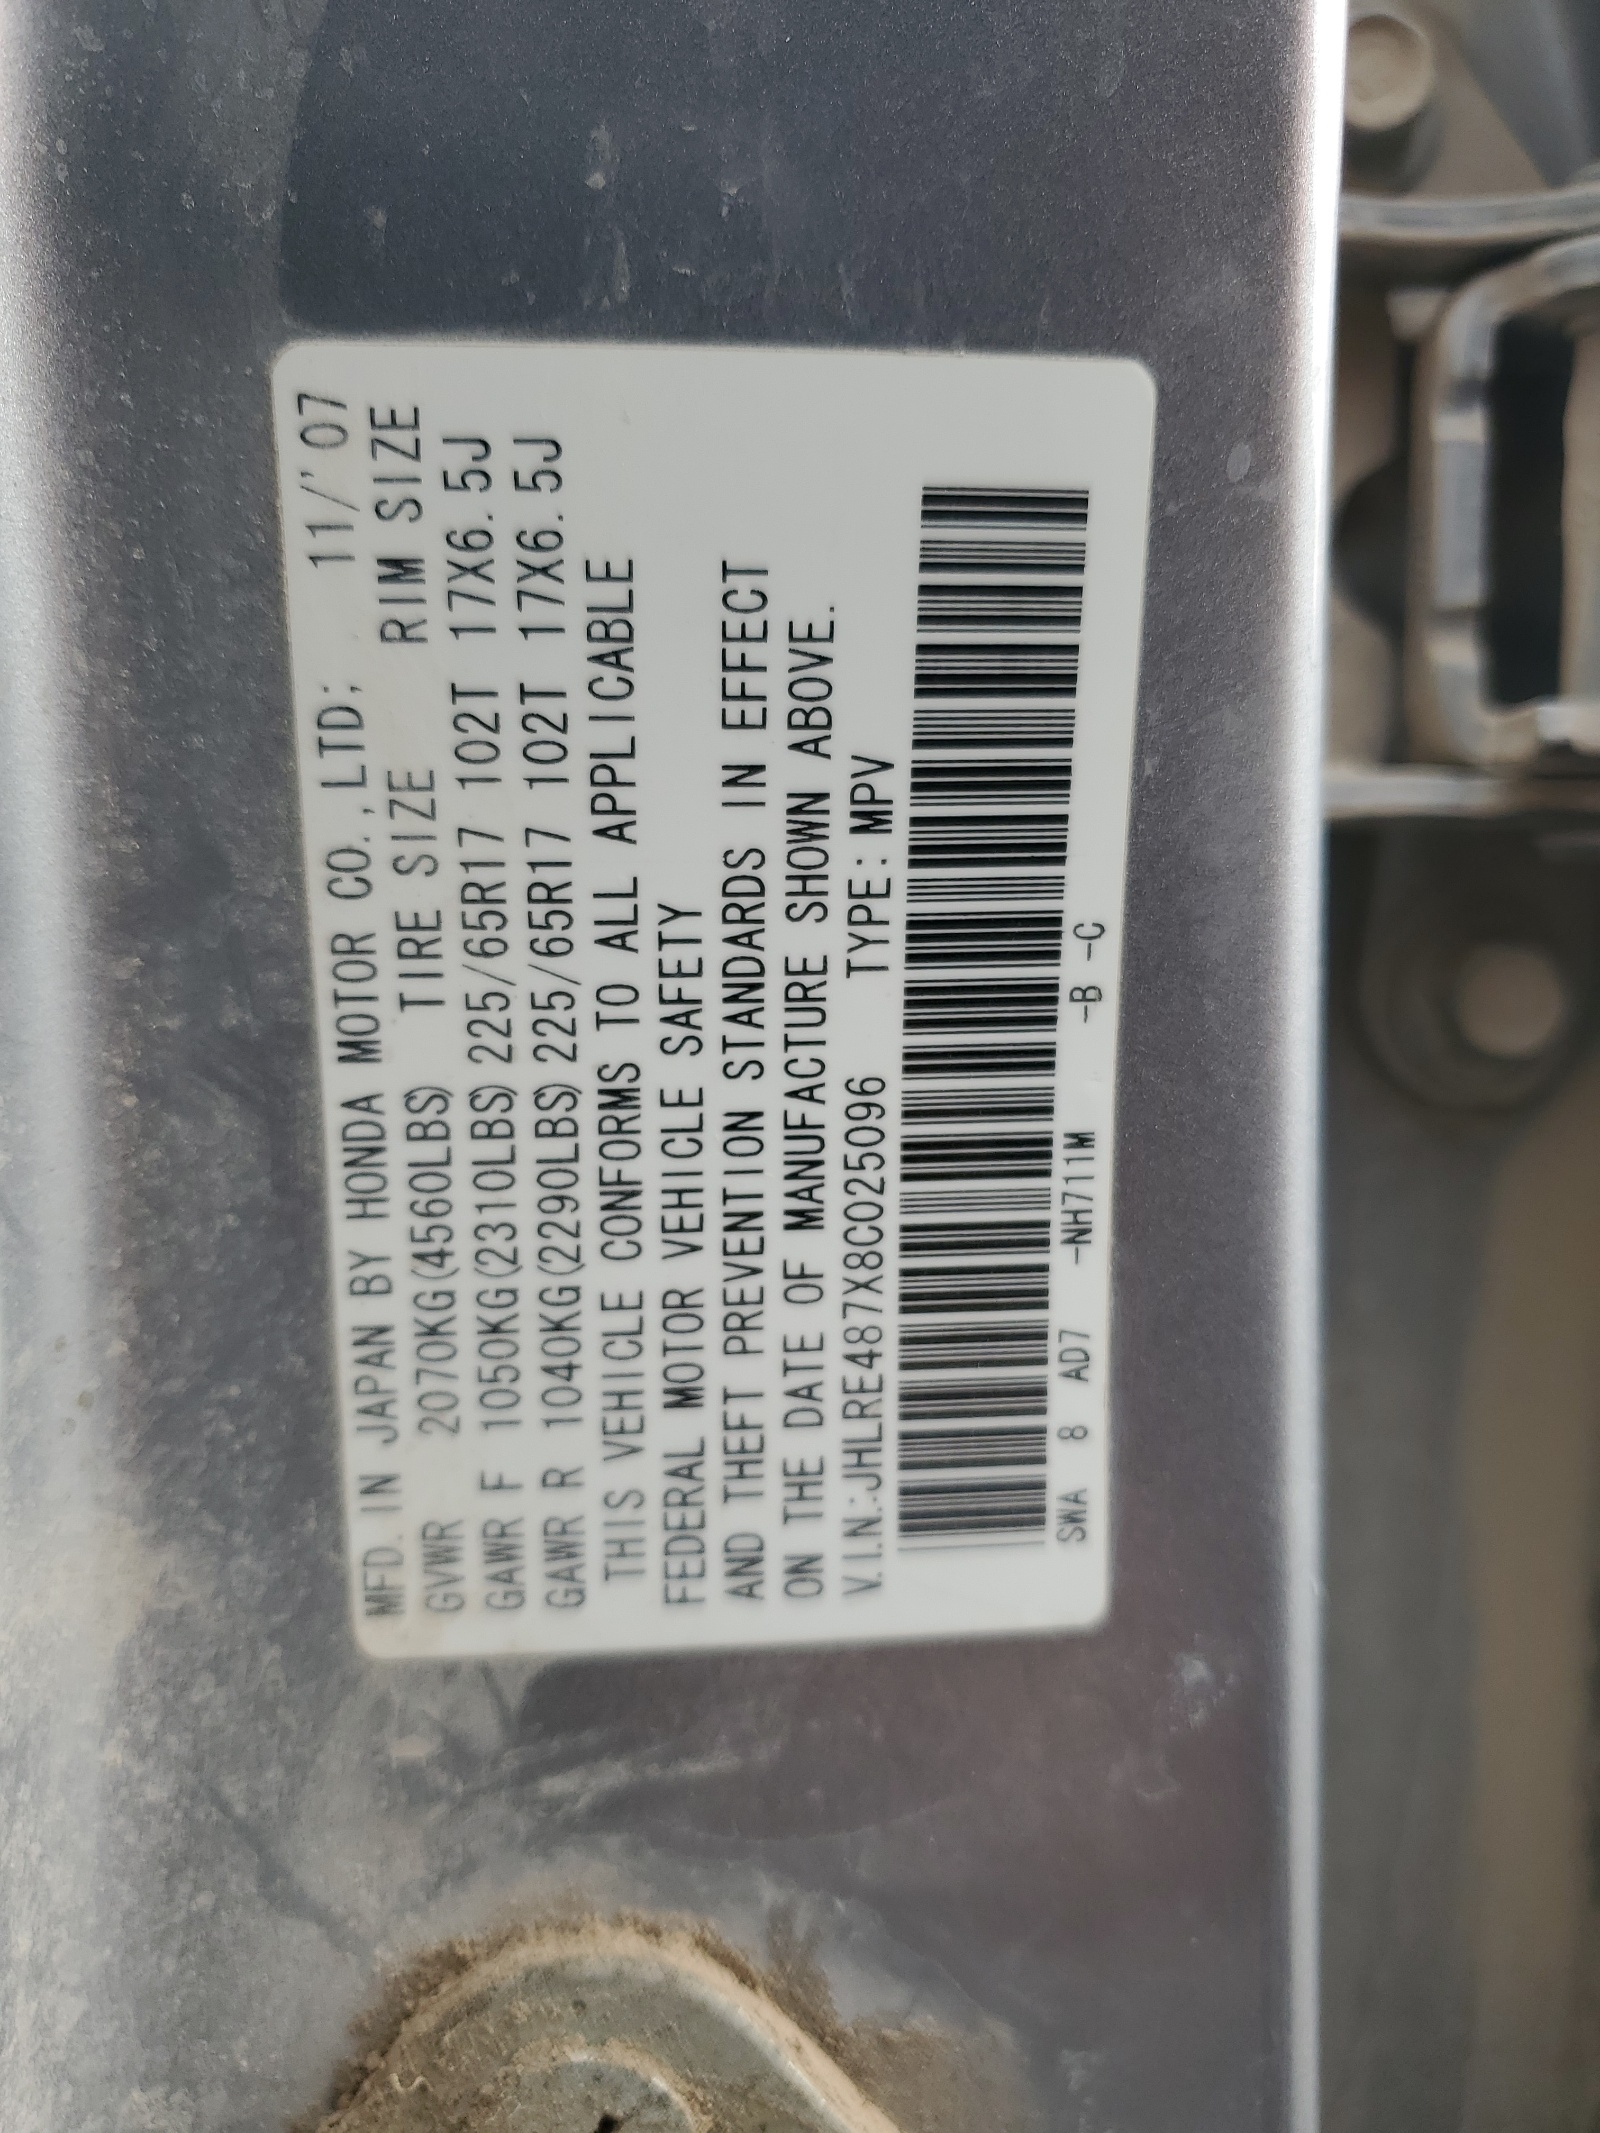 MFD. IN JAPAN BY HONDA MOTOR CO.,LTD; 11/'07
GVWR 2070KG(4560LBS) TIRE SIZE RIM SIZE
GAWR F 1050KG(2310LBS) 225/65R17 102T 17X6.5J
GAWR R 1040KG(2290LBS) 225/65R17 102T 17X6.5J
THIS VEHICLE CONFORMS TO ALL APPLICABLE
FEDERAL MOTOR VEHICLE SAFETY
AND THEFT PREVENTION STANDARDS IN EFFECT
ON THE DATE OF MANUFACTURE SHOWN ABOVE.
V.I.N.:JHLRE487X8C025096 TYPE:MPV
SWA 8 AD7 -NH711M -B -C